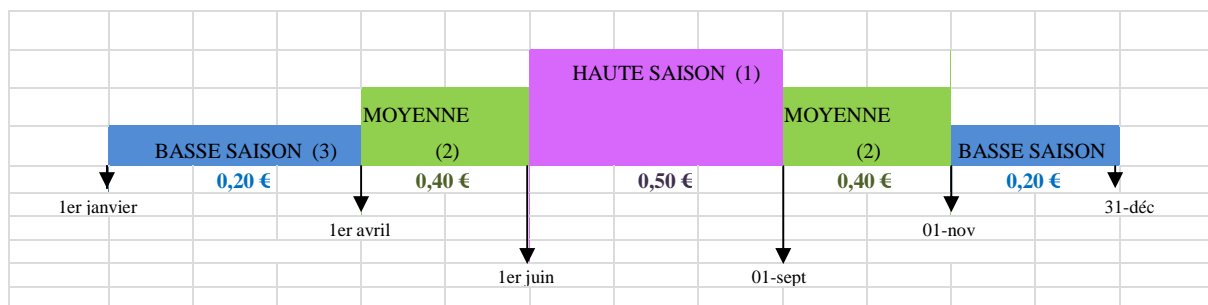 HAUTE SAISON (1)
MOYENNE
(2)
MOYENNE
(2)
BASSE SAISON (3)
BASSE SAISON
0,20 €
0,40 €
0,50 €
0,40 €
0,20 €
1er janvier
31-déc
1er avril
01-nov
1er juin
01-sept